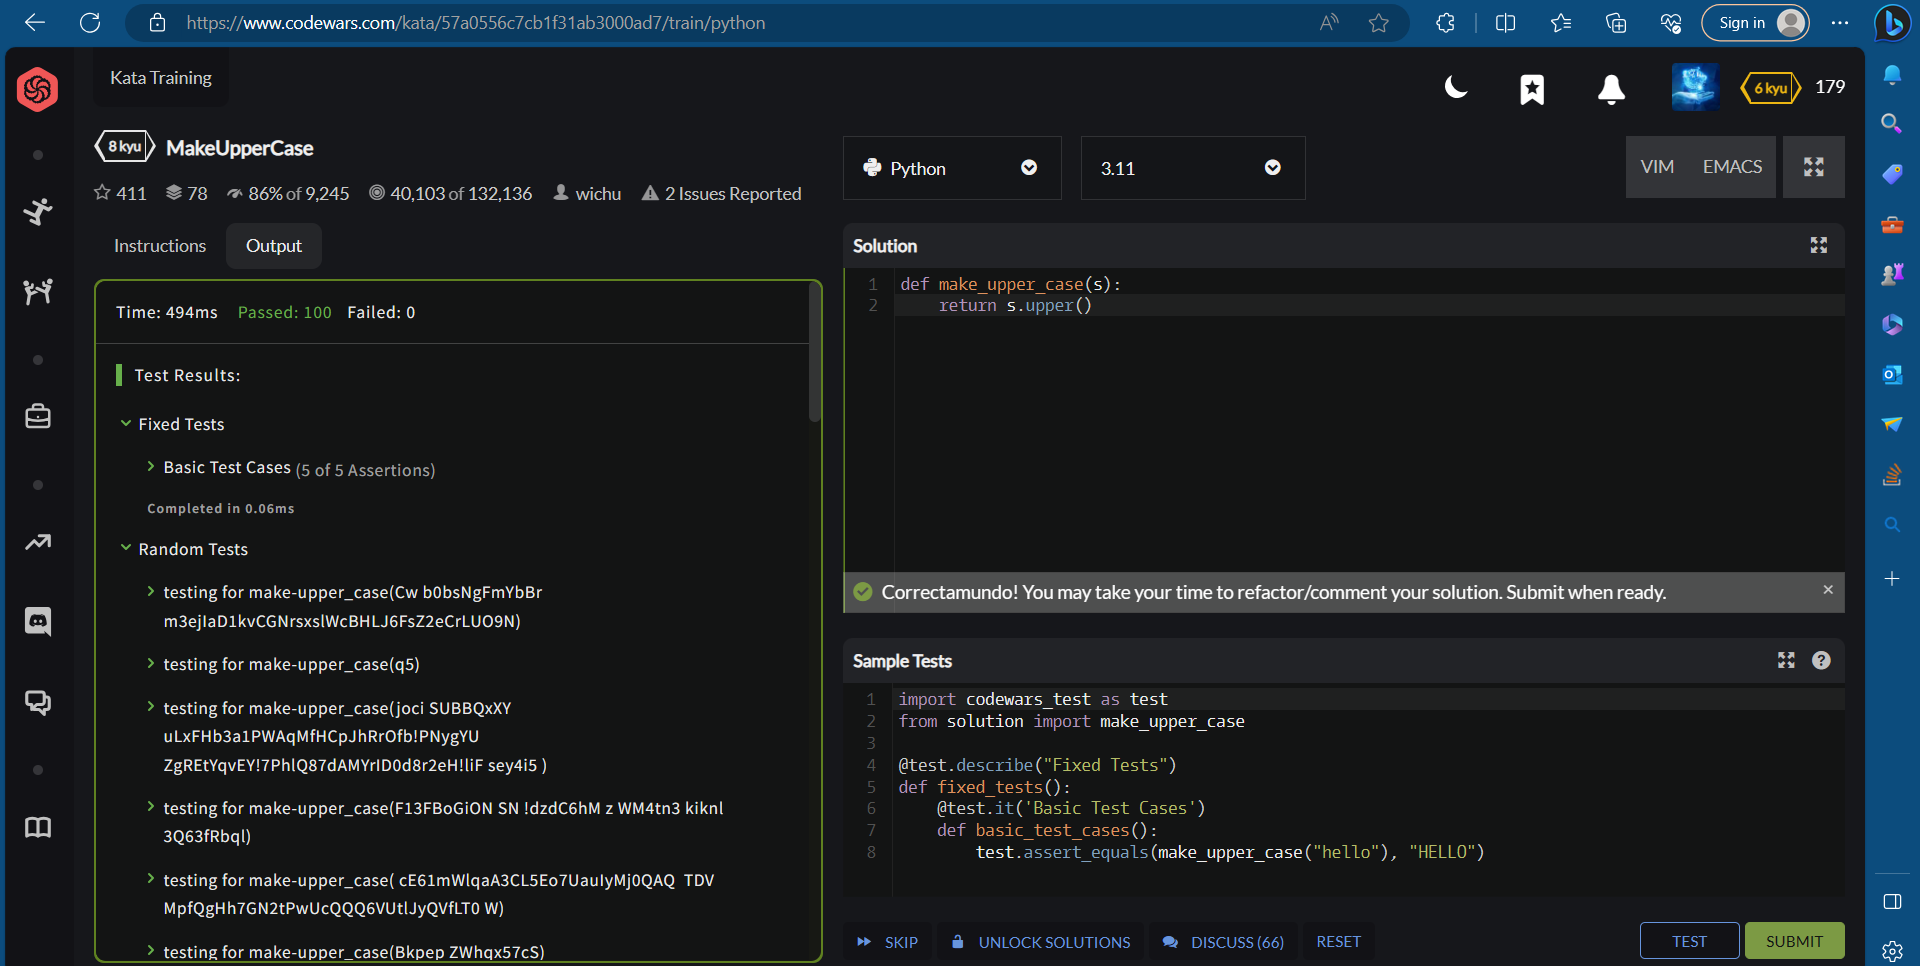 https://www.codewars.com/kata/57a0556c7cb1f31ab3000ad7/train/python
Sign in
Kata Training
6 kyu
179
8 kyu
MakeUpperCase
411
78
86% of 9,245
40,103 of 132,136
wichu
2 Issues Reported
Python
3.11
VIM
EMACS
Instructions
Output
Time: 494ms Passed: 100 Failed: 0
Test Results:
Fixed Tests
Basic Test Cases (5 of 5 Assertions)
Completed in 0.06ms
Random Tests
testing for make-upper_case(Cw b0bsNgFmYbBr
m3ejIaD1kvCGNrsxslWcBHLJ6FsZ2eCrLUO9N)
testing for make-upper_case(q5)
testing for make-upper_case(joci SUBBQxXY
uLxFHb3a1PWAqMfHCpJhRrOfb!PNygYU
ZgREtYqvEY!7PhlQ87dAMYrID0d8r2eH!liF sey4i5 )
testing for make-upper_case(F13FBoGiON SN !dzdC6hM z WM4tn3 kiknl
3Q63fRbql)
testing for make-upper_case( cE61mWlqaA3CL5Eo7UauIyMj0QAQ  TDV
MpfQgHh7GN2tPwUcQQQ6VUtlJyQVfLT0 W)
testing for make-upper_case(Bkpep ZWhqx57cS)
Solution
1 def make_upper_case(s):
2     return s.upper()
Correctamundo! You may take your time to refactor/comment your solution. Submit when ready.
Sample Tests
1 import codewars_test as test
2 from solution import make_upper_case
3
4 @test.describe("Fixed Tests")
5 def fixed_tests():
6     @test.it('Basic Test Cases')
7     def basic_test_cases():
8         test.assert_equals(make_upper_case("hello"), "HELLO")
SKIP
UNLOCK SOLUTIONS
DISCUSS (66)
RESET
TEST
SUBMIT